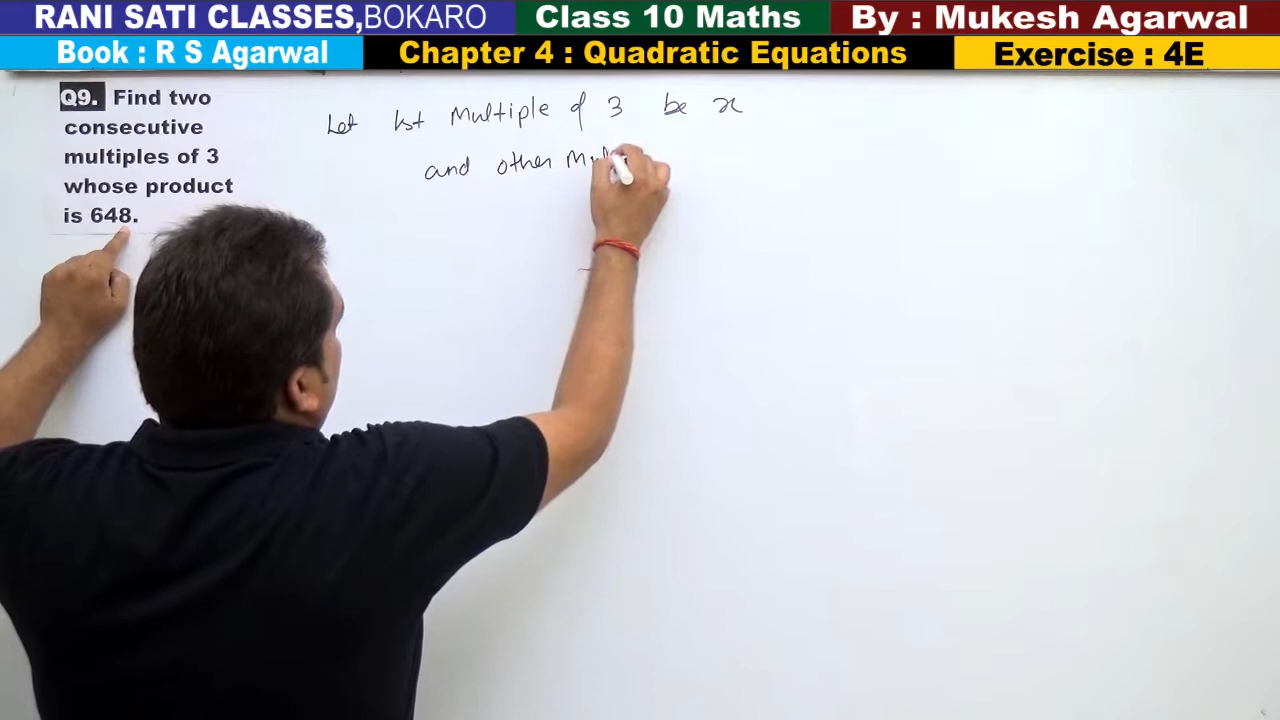 RANI SATI CLASSES,BOKARO Class 10 Maths By : Mukesh Agarwal
Book : R S Agarwal Chapter 4 : Quadratic Equations Exercise : 4E
Q9. Find two
consecutive
multiples of 3
whose product
is 648.
Let Ist Multiple of 3 be x
and other